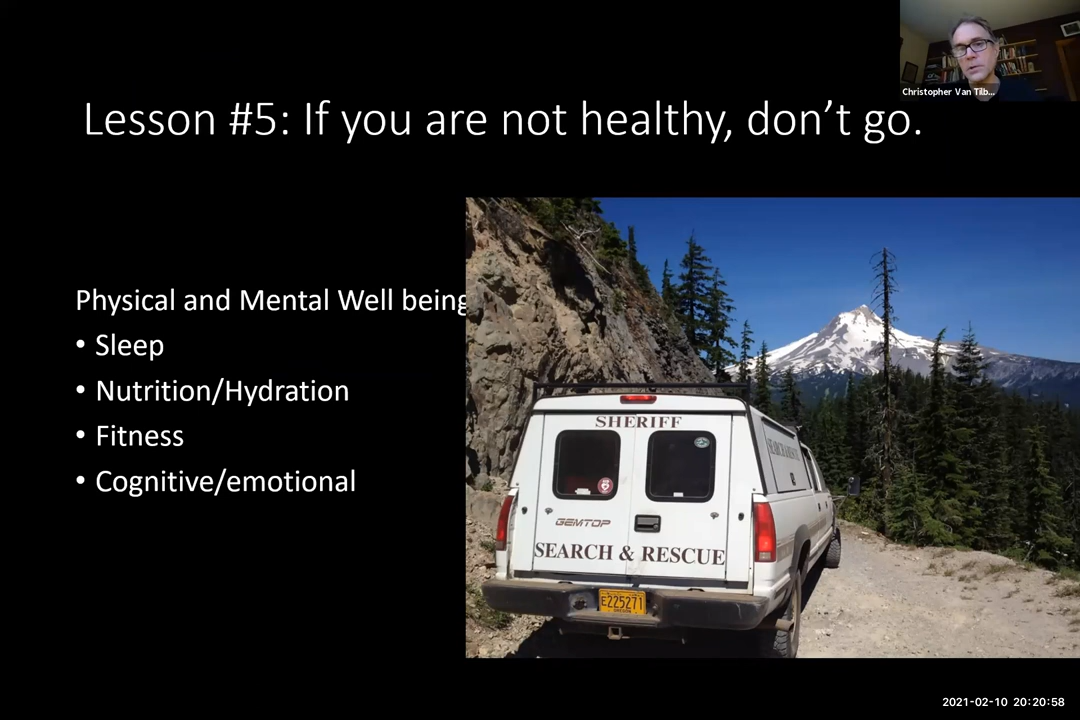 Christopher Van Tilb...
Lesson #5: If you are not healthy, don’t go.
Physical and Mental Well being
• Sleep
• Nutrition/Hydration
• Fitness
• Cognitive/emotional
SHERIFF
GEMTOP
SEARCH & RESCUE
E225271
OREGON
2021-02-10 20:20:58